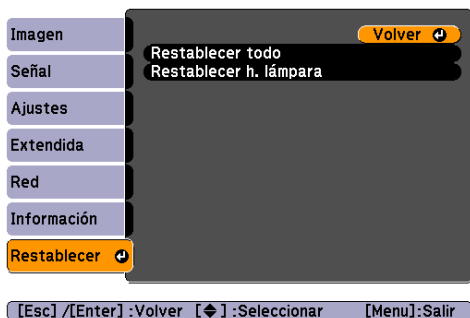 Imagen
Señal
Ajustes
Extendida
Red
Información
Restablecer
Volver
Restablecer todo
Restablecer h. lámpara
[Esc] /[Enter] :Volver [◆] :Seleccionar [Menu]:Salir